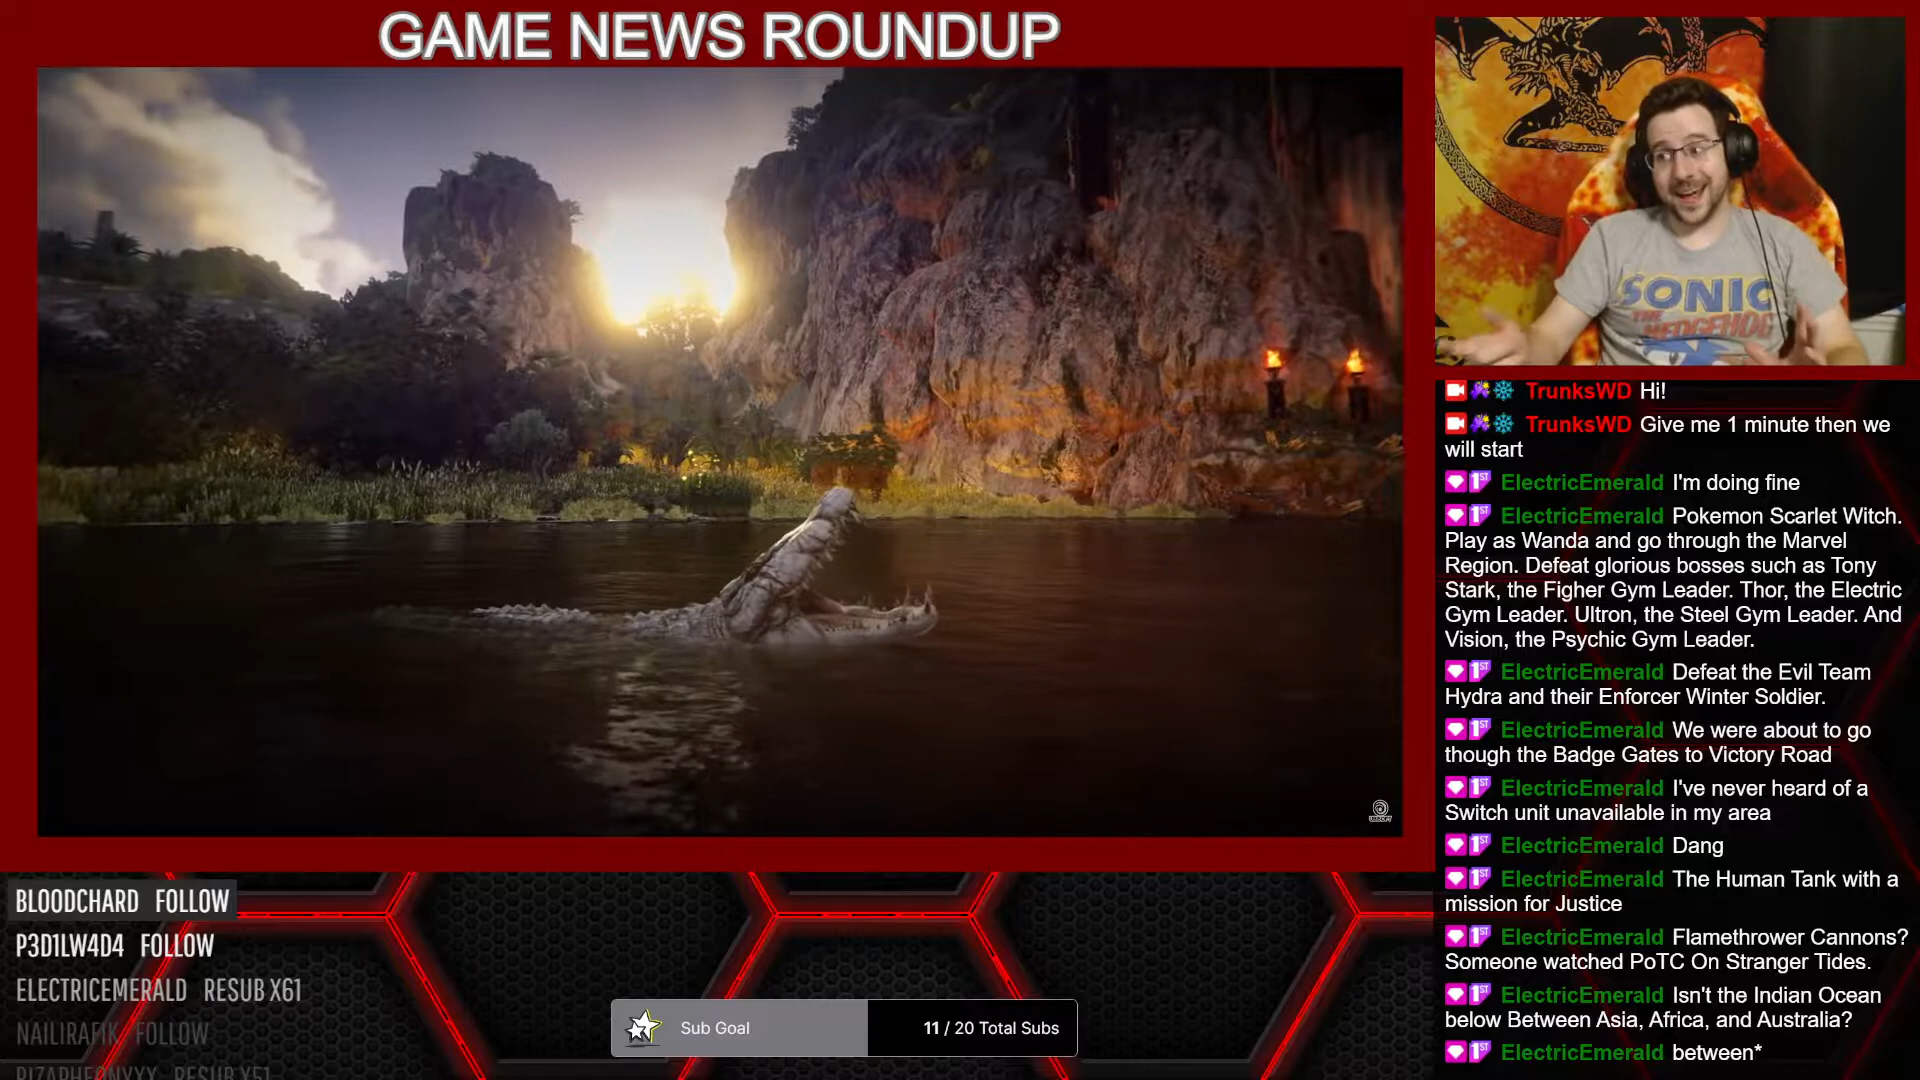 GAME NEWS ROUNDUP
SONIC
THE
HEDGEHOG
UBISOFT
TrunksWD Hi!
TrunksWD Give me 1 minute then we
will start
ElectricEmerald I'm doing fine
ElectricEmerald Pokemon Scarlet Witch.
Play as Wanda and go through the Marvel
Region. Defeat glorious bosses such as Tony
Stark, the Figher Gym Leader. Thor, the Electric
Gym Leader. Ultron, the Steel Gym Leader. And
Vision, the Psychic Gym Leader.
ElectricEmerald Defeat the Evil Team
Hydra and their Enforcer Winter Soldier.
ElectricEmerald We were about to go
though the Badge Gates to Victory Road
ElectricEmerald I've never heard of a
Switch unit unavailable in my area
ElectricEmerald Dang
ElectricEmerald The Human Tank with a
mission for Justice
ElectricEmerald Flamethrower Cannons?
Someone watched PoTC On Stranger Tides.
ElectricEmerald Isn't the Indian Ocean
below Between Asia, Africa, and Australia?
ElectricEmerald between*
BLOODCHARD FOLLOW
P3D1LW4D4 FOLLOW
ELECTRICEMERALD RESUB X61
NAILIRAFIK FOLLOW
RESUB X51
Sub Goal 11 / 20 Total Subs